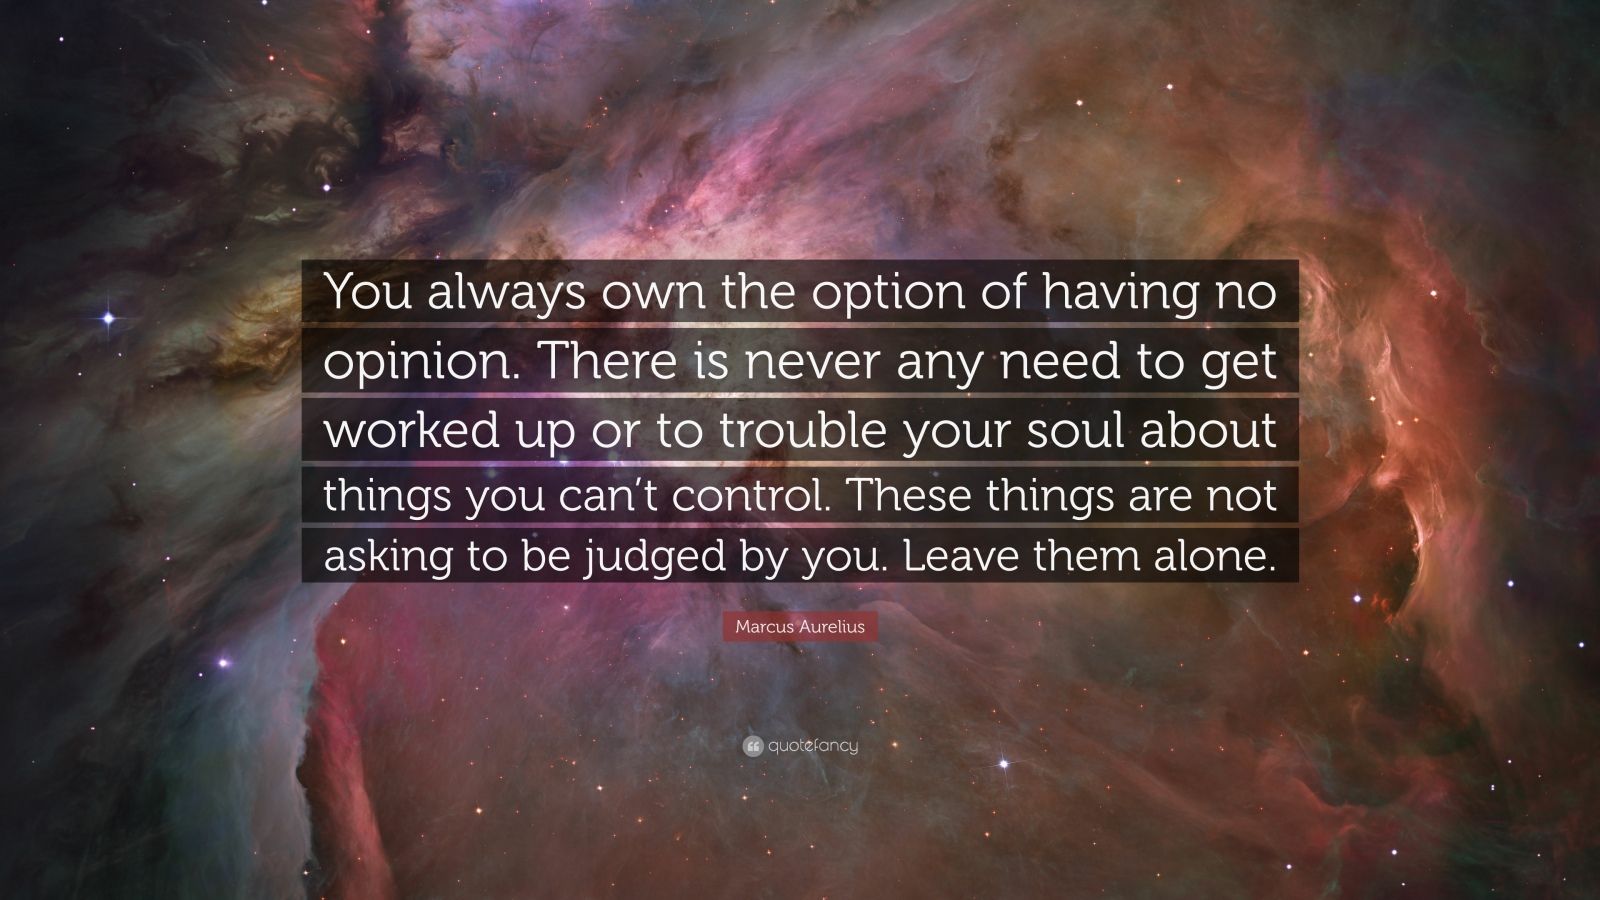 You always own the option of having no
opinion. There is never any need to get
worked up or to trouble your soul about
things you can’t control. These things are not
asking to be judged by you. Leave them alone.
Marcus Aurelius
quotefancy